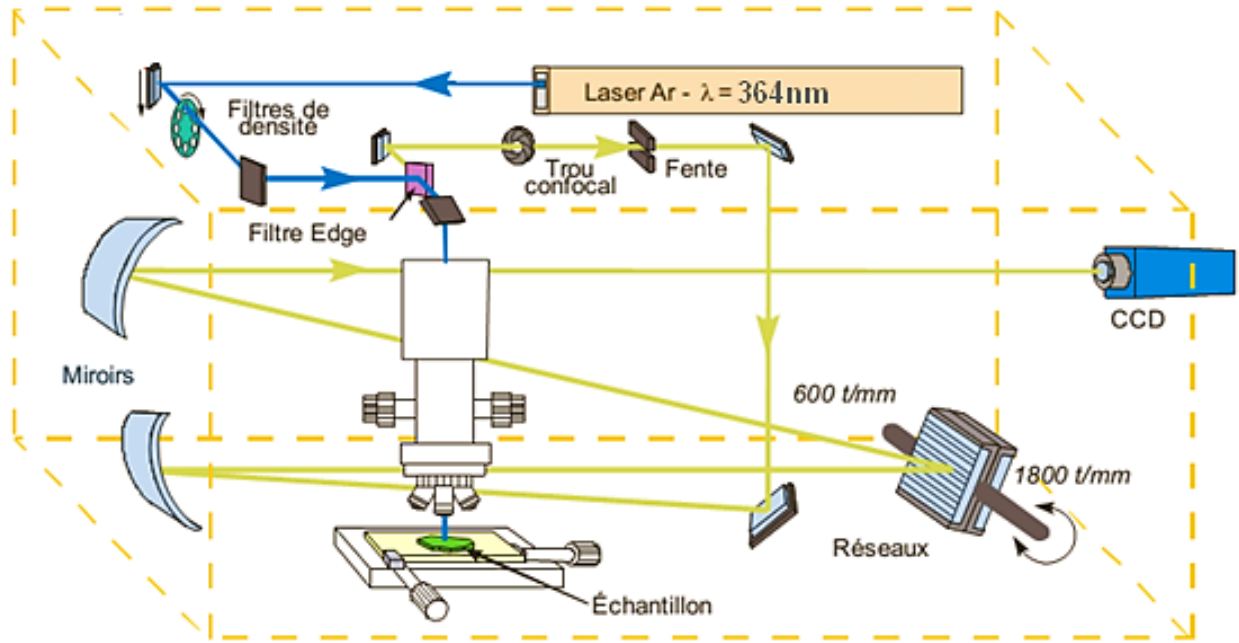 Laser Ar - λ = 364nm
Filtres de
densité
Trou
confocal
Fente
Filtre Edge
CCD
Miroirs
600 t/mm
1800 t/mm
Réseaux
Échantillon